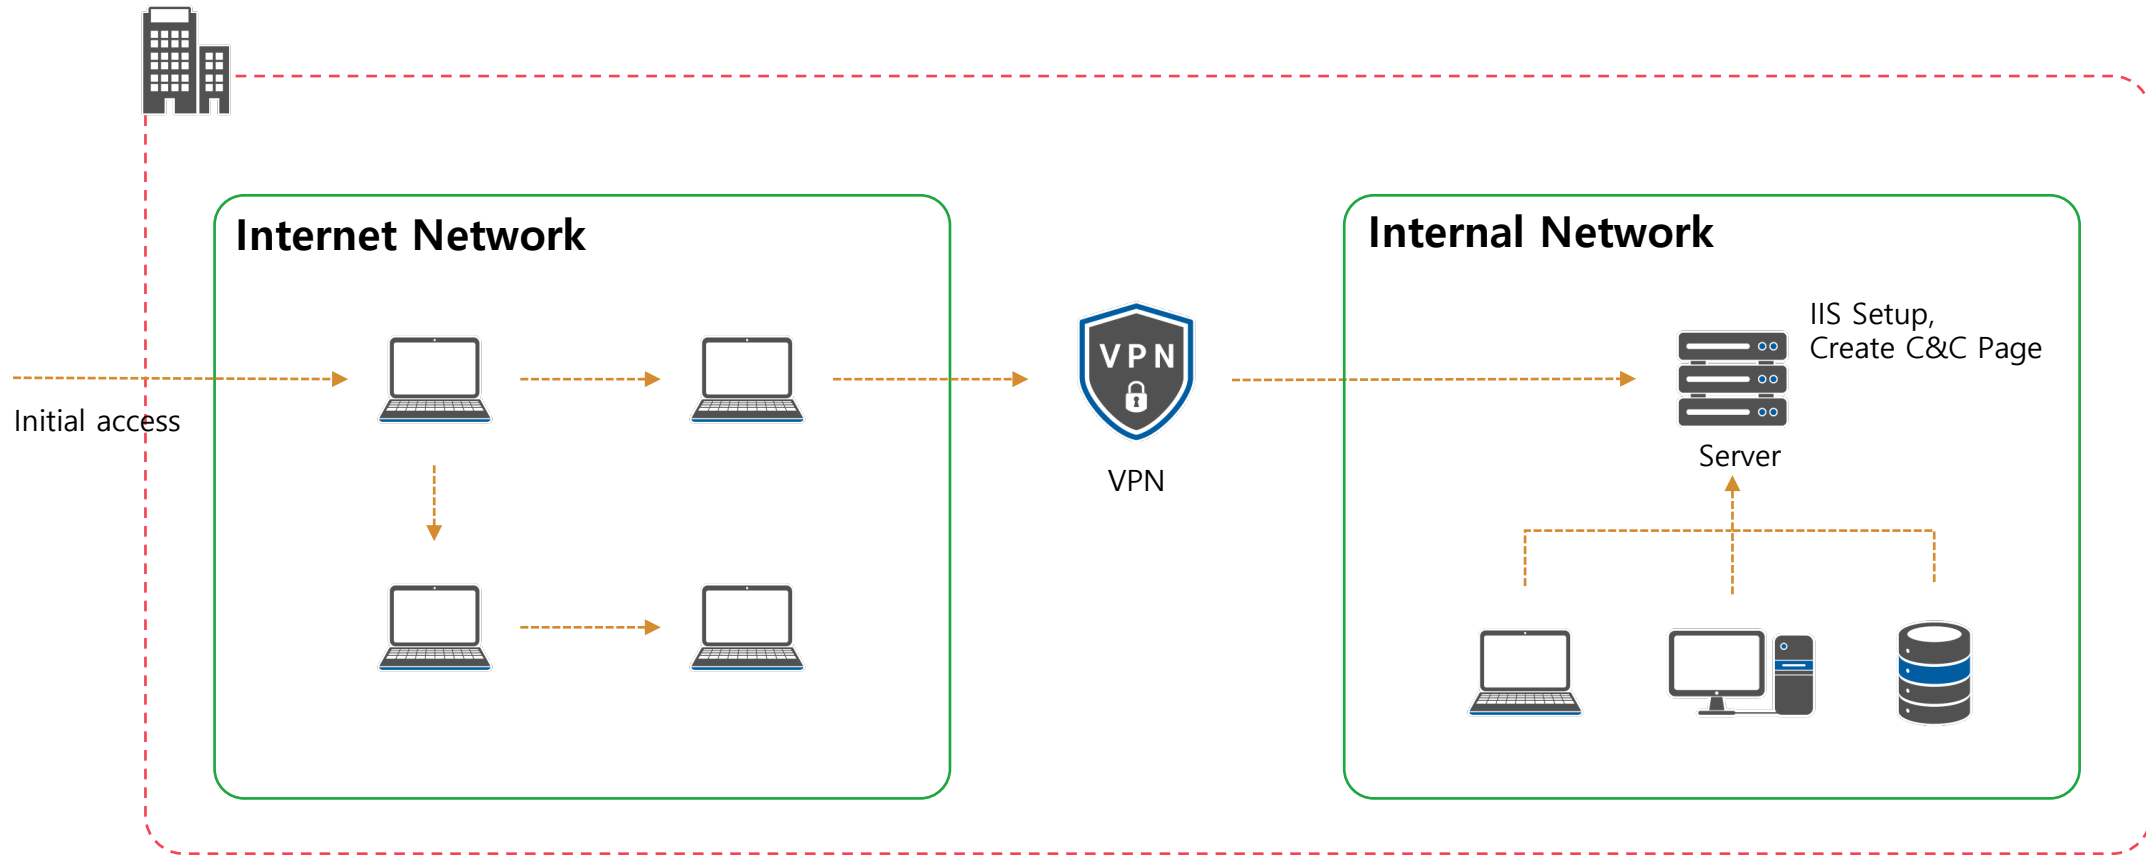 Internet Network
Internal Network
IIS Setup,
Create C&C Page
VPN
Initial access
Server
VPN